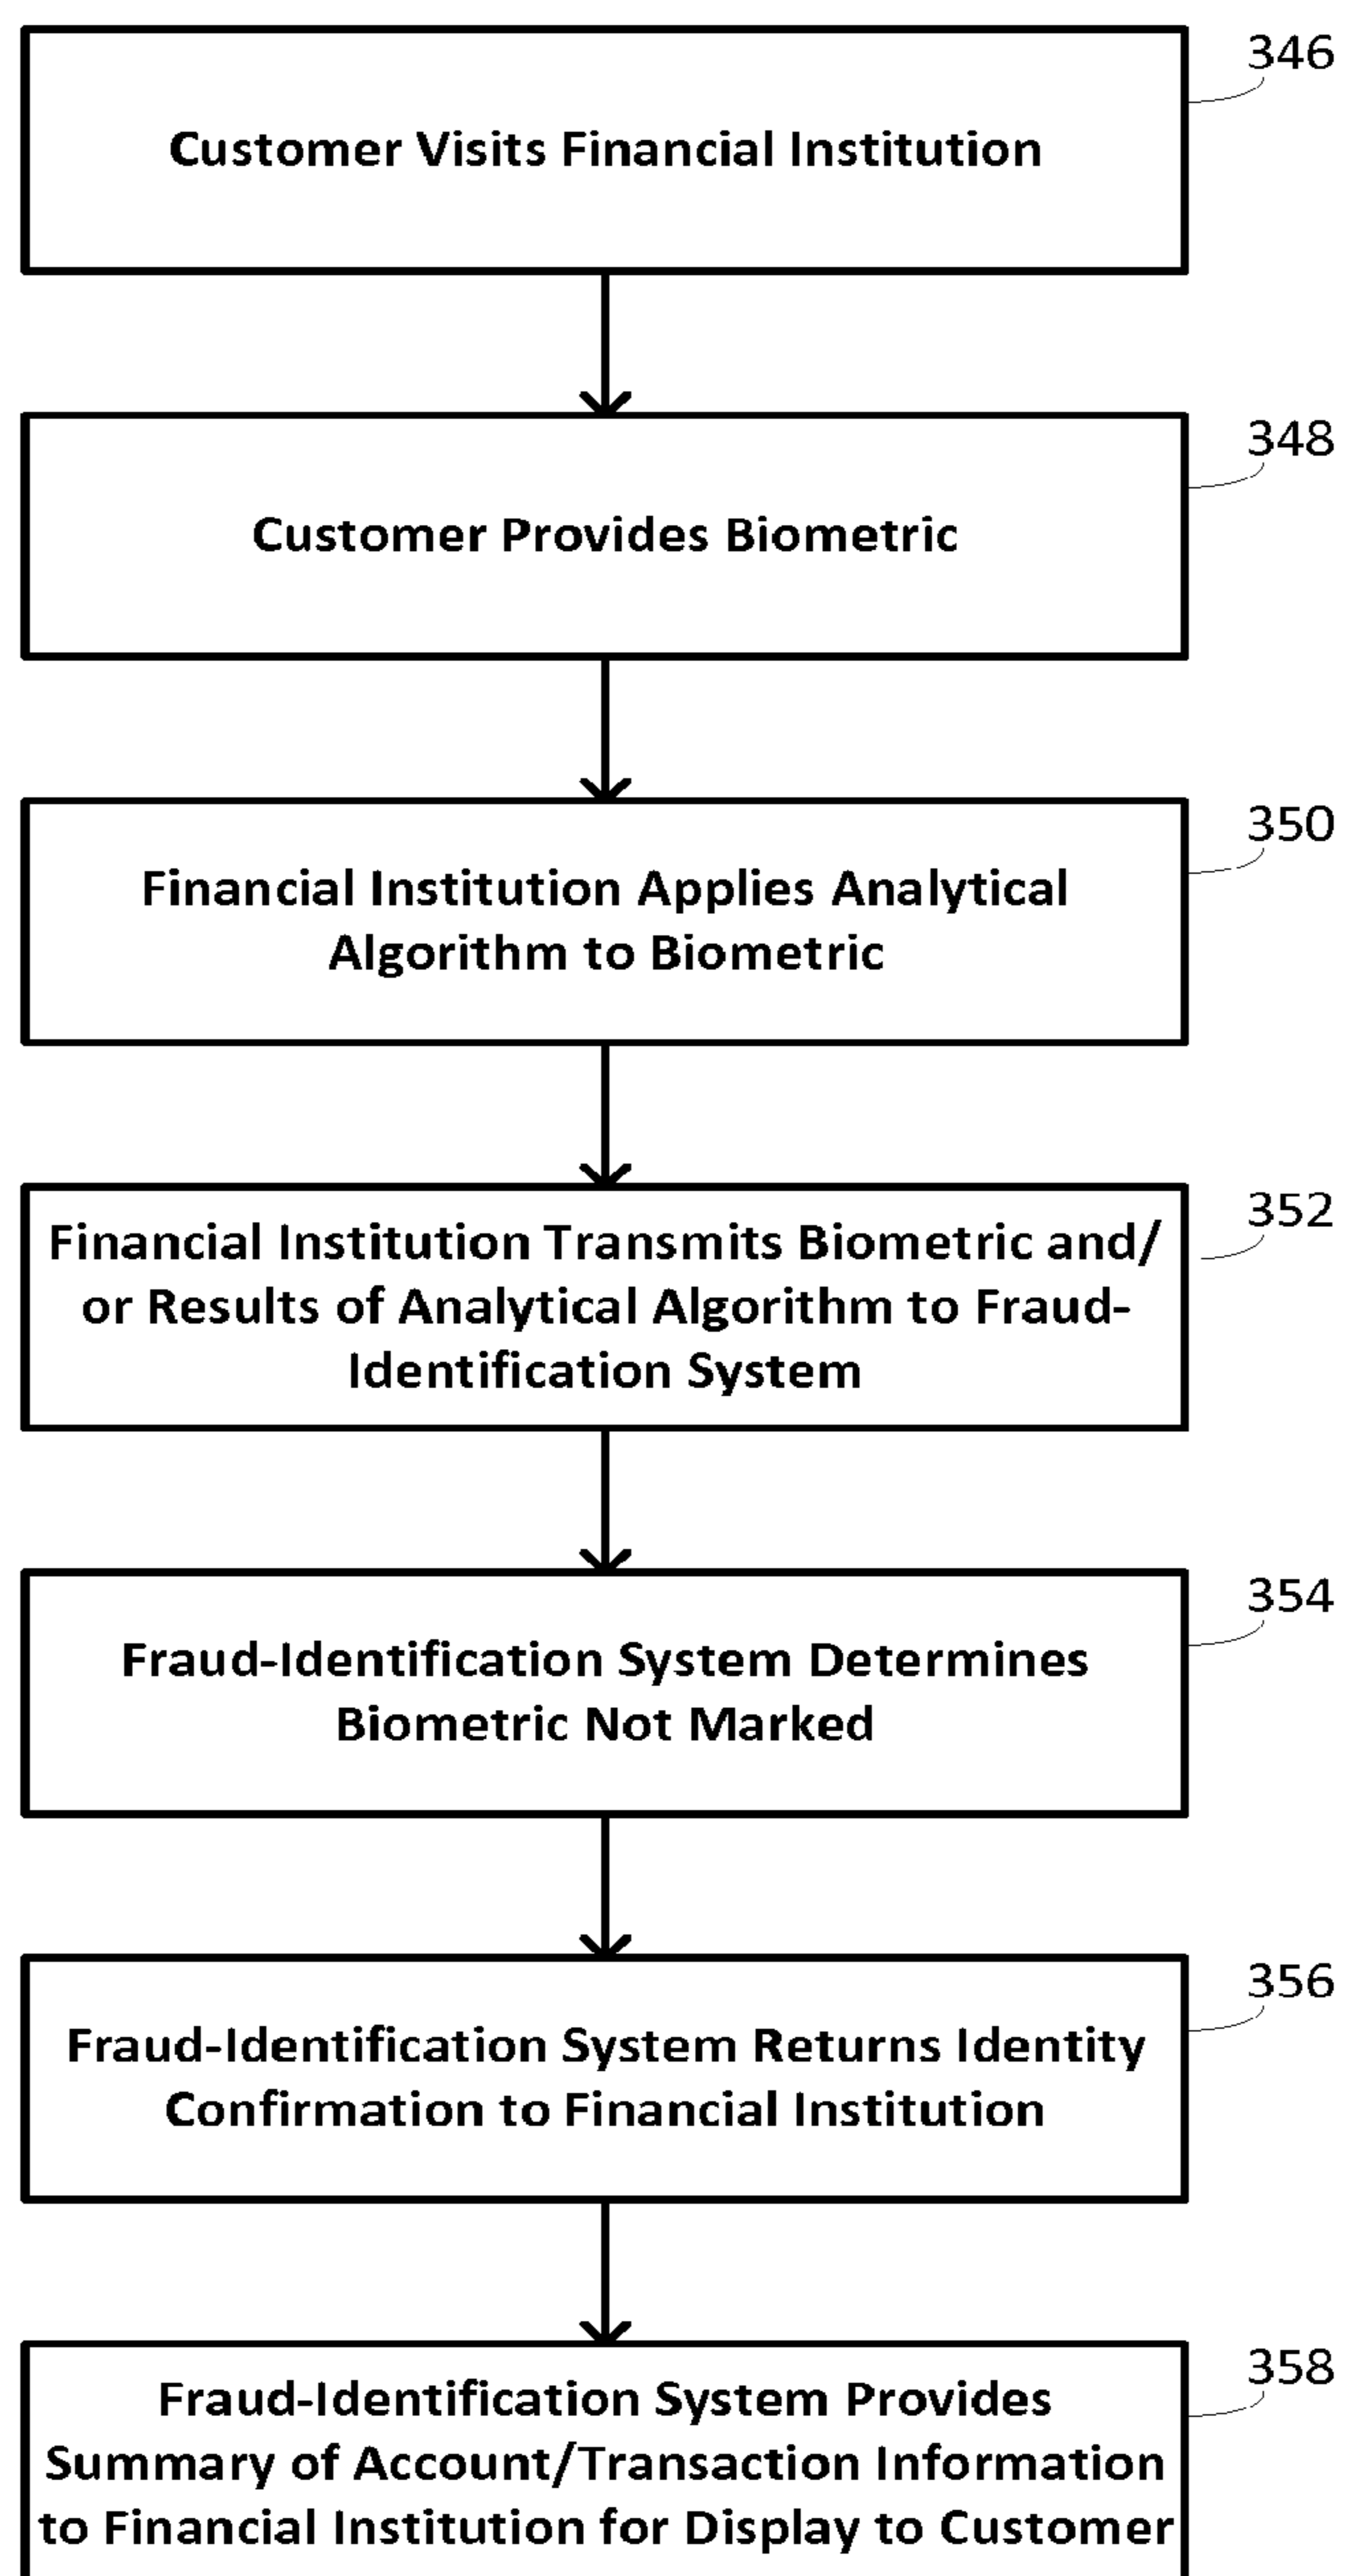 346
Customer Visits Financial Institution
348
Customer Provides Biometric
350
Financial Institution Applies Analytical
Algorithm to Biometric
352
Financial Institution Transmits Biometric and/
or Results of Analytical Algorithm to Fraud-
Identification System
354
Fraud-Identification System Determines
Biometric Not Marked
356
Fraud-Identification System Returns Identity
Confirmation to Financial Institution
358
Fraud-Identification System Provides
Summary of Account/Transaction Information
to Financial Institution for Display to Customer